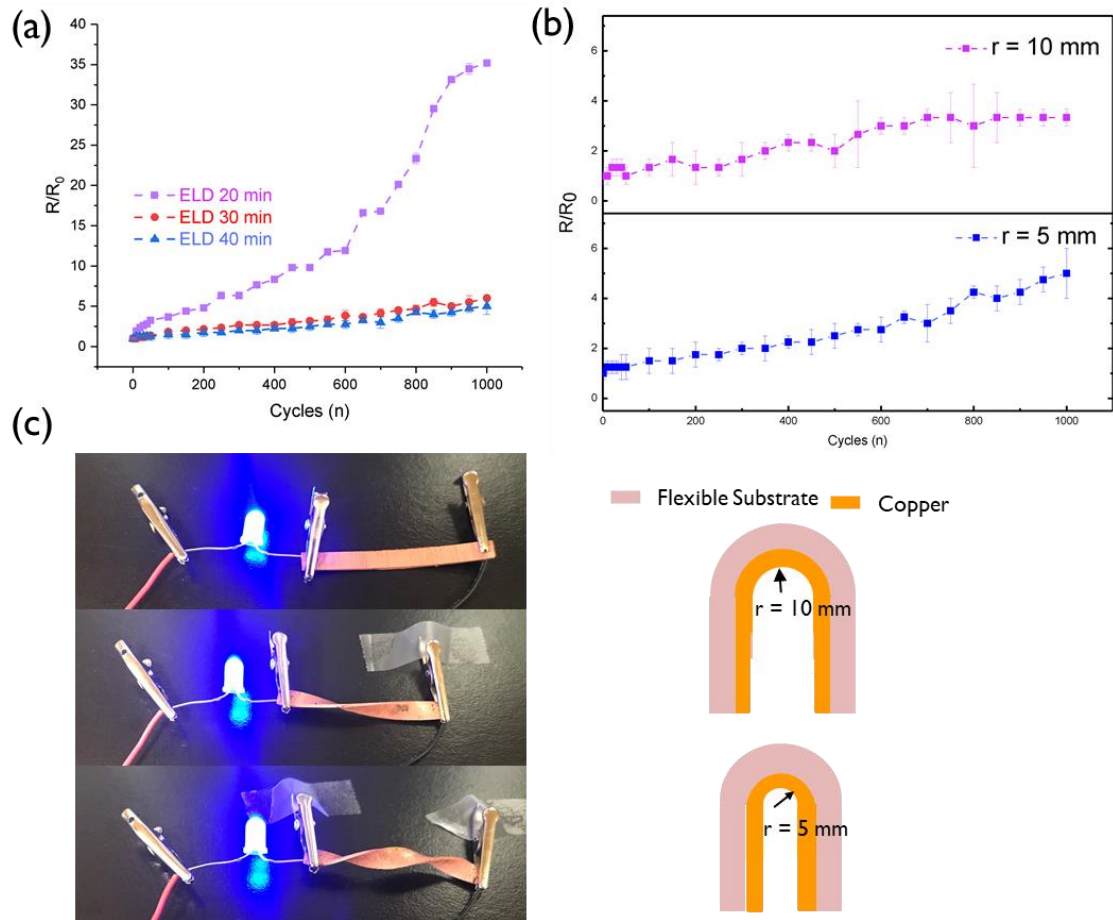 (a)
40
35
30
25
20
15
10
5
0
R/R0
ELD 20 min
ELD 30 min
ELD 40 min
0 200 400 600 800 1000
Cycles (n)
(b)
6
4
2
0
r = 10 mm
R/R0
6
4
2
0
r = 5 mm
0 200 400 600 800 1000
Cycles (n)
(c)
Flexible Substrate Copper
r = 10 mm
r = 5 mm